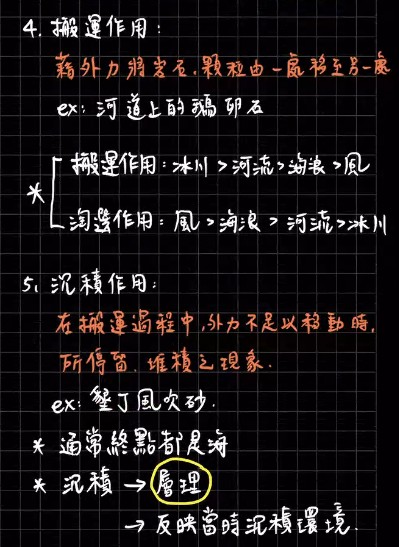 4. 搬運作用:
藉外力將岩石.顆粒由一處移至另一處
ex: 河道上的鵝卵石
* 搬運作用: 冰川 > 河流 > 海浪 > 風
淘選作用: 風 > 海浪 > 河流 > 冰川
5. 沉積作用:
在搬運過程中,外力不足以移動時,
所停留.堆積之現象.
ex: 墾丁風吹砂.
* 通常終點都是海
* 沉積 → 層理
→ 反映當時沉積環境.